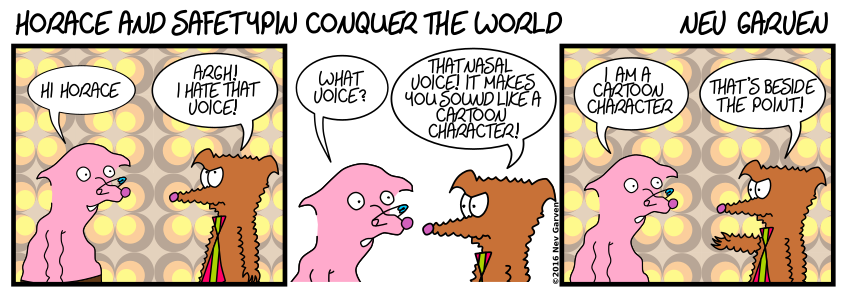 HORACE AND SAFETYPIN CONQUER THE WORLD
NEV GARVEN
HI HORACE
ARGH!
I HATE THAT
VOICE!
WHAT
VOICE?
THAT NASAL
VOICE! IT MAKES
YOU SOUND LIKE A
CARTOON
CHARACTER!
©2016 Nev Garven
I AM A
CARTOON
CHARACTER
THAT'S BESIDE
THE POINT!